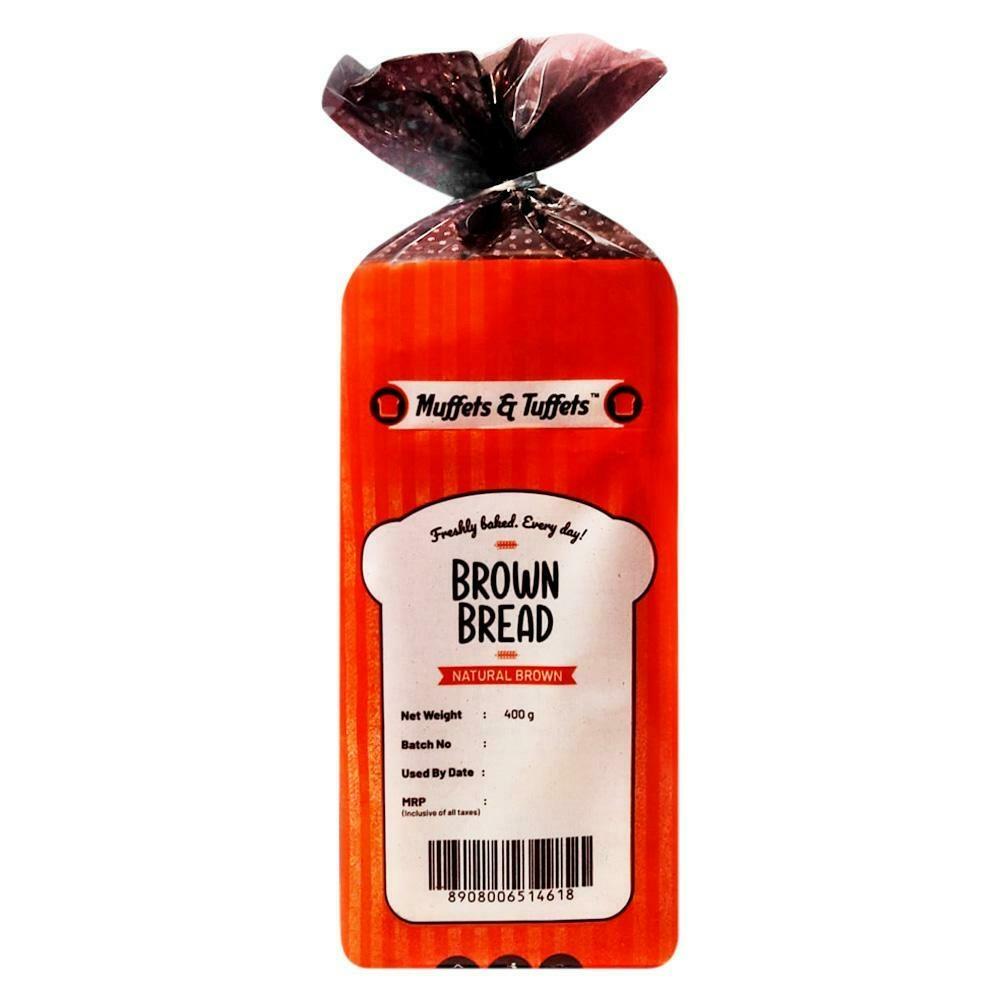 Muffets & Tuffets™
Freshly baked. Every day!
BROWN
BREAD
NATURAL BROWN
Net Weight : 400 g
Batch No :
Used By Date :
MRP :
(Inclusive of all taxes)
8908006514618